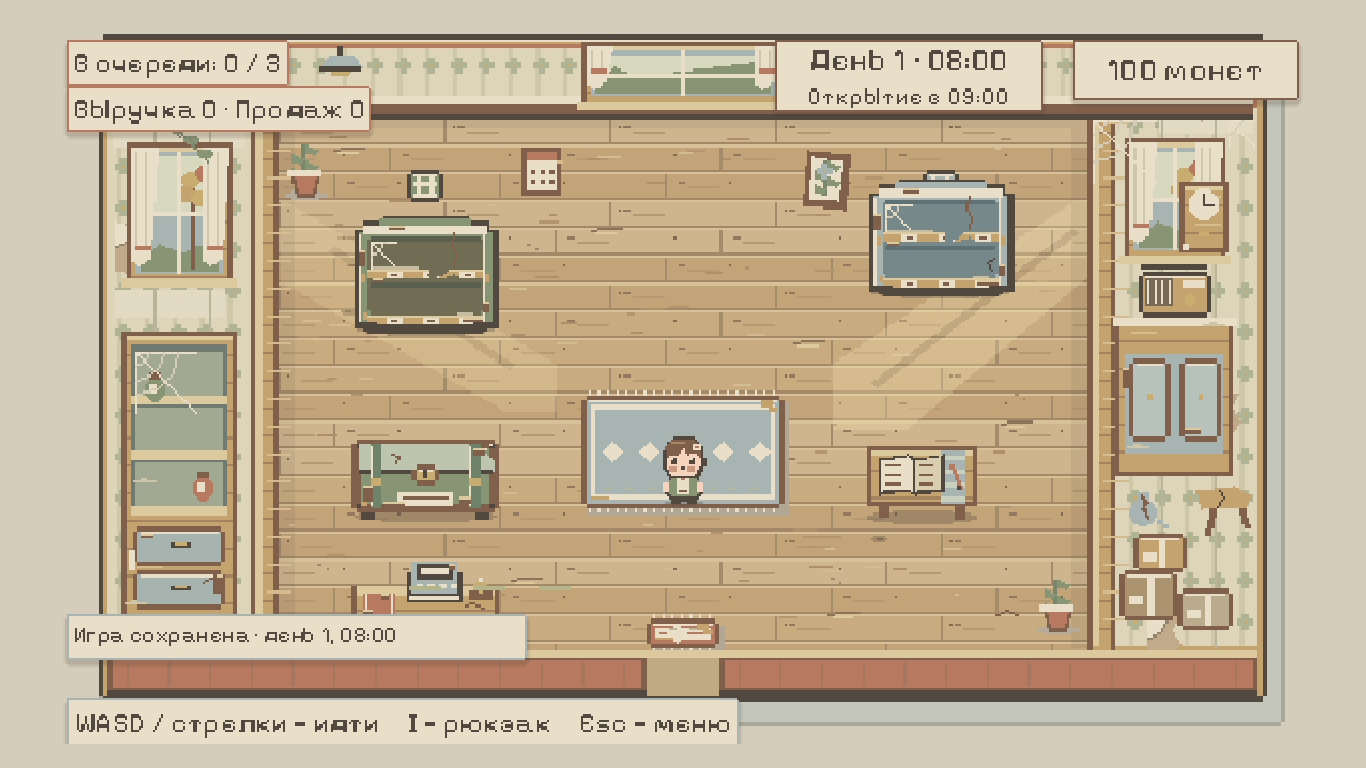 В очереди: 0 / 3
Выручка 0 · Продаж 0
День 1 · 08:00
Открытие в 09:00
100 монет
Игра сохранена · день 1, 08:00
WASD / стрелки – идти I – рюкзак Esc – меню